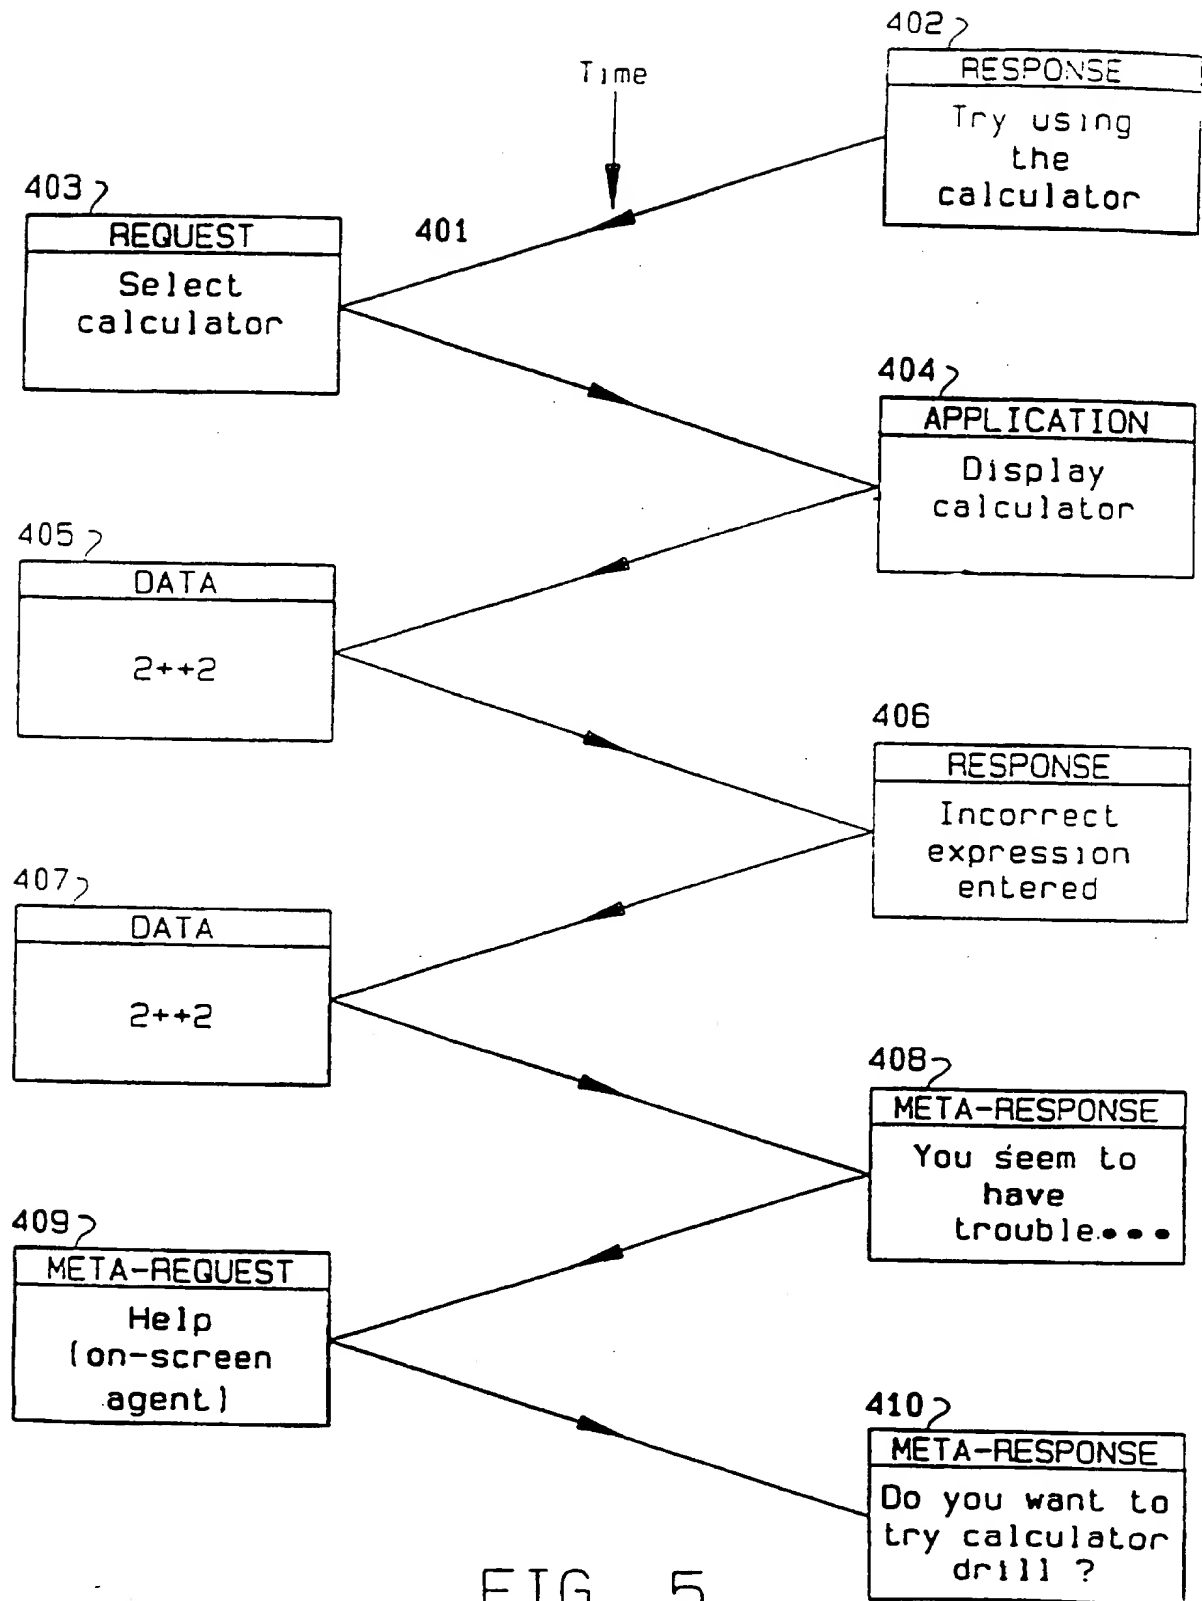 402
RESPONSE
Try using
the
calculator
Time
403
REQUEST
Select
calculator
401
404
APPLICATION
Display
calculator
405
DATA
2++2
406
RESPONSE
Incorrect
expression
entered
407
DATA
2++2
408
META-RESPONSE
You seem to
have
trouble...
409
META-REQUEST
Help
(on-screen
agent)
410
META-RESPONSE
Do you want to
try calculator
drill ?
FIG. 5